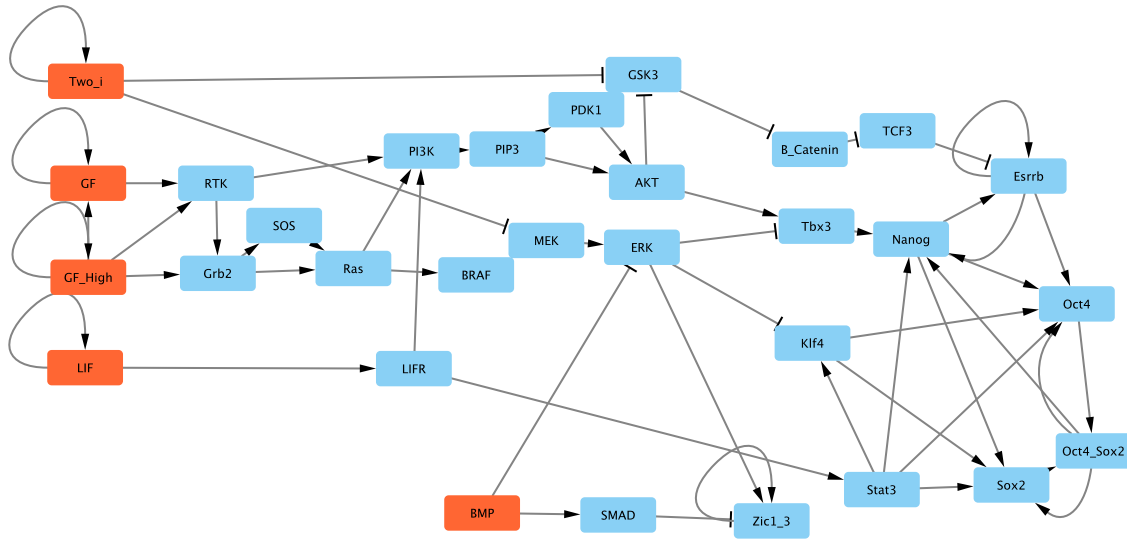 Two_i
GSK3
PDK1
TCF3
B_Catenin
PI3K
PIP3
Esrrb
GF
RTK
AKT
SOS
Tbx3
Nanog
MEK
ERK
GF_High
Grb2
Ras
BRAF
Oct4
Klf4
LIF
LIFR
Oct4_Sox2
Stat3
Sox2
BMP
SMAD
Zic1_3